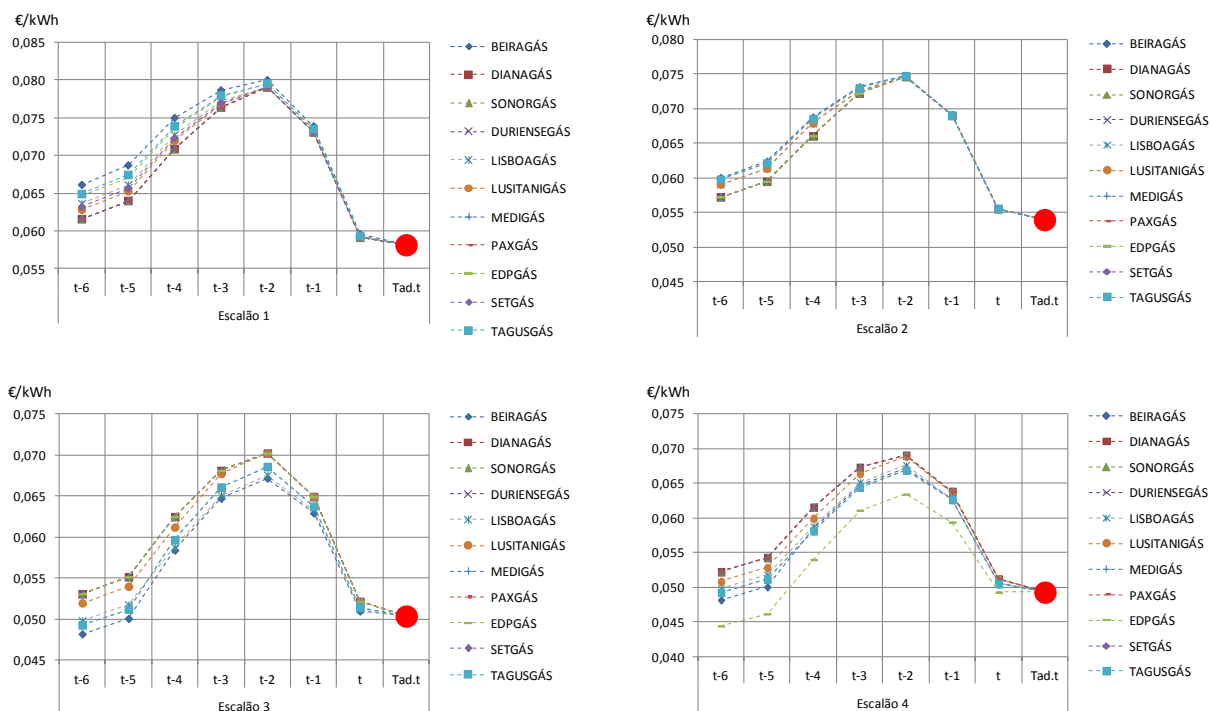 €/kWh
0,085
0,080
0,075
0,070
0,065
0,060
0,055
t-6 t-5 t-4 t-3 t-2 t-1 t Tad.t
Escalão 1
BEIRAGÁS
DIANAGÁS
SONORGÁS
DURIENSEGÁS
LISBOAGÁS
LUSITANIGÁS
MEDIGÁS
PAXGÁS
EDPGÁS
SETGÁS
TAGUSGÁS
€/kWh
0,080
0,075
0,070
0,065
0,060
0,055
0,050
0,045
t-6 t-5 t-4 t-3 t-2 t-1 t Tad.t
Escalão 2
BEIRAGÁS
DIANAGÁS
SONORGÁS
DURIENSEGÁS
LISBOAGÁS
LUSITANIGÁS
MEDIGÁS
PAXGÁS
EDPGÁS
SETGÁS
TAGUSGÁS
€/kWh
0,075
0,070
0,065
0,060
0,055
0,050
0,045
t-6 t-5 t-4 t-3 t-2 t-1 t Tad.t
Escalão 3
BEIRAGÁS
DIANAGÁS
SONORGÁS
DURIENSEGÁS
LISBOAGÁS
LUSITANIGÁS
MEDIGÁS
PAXGÁS
EDPGÁS
SETGÁS
TAGUSGÁS
€/kWh
0,075
0,070
0,065
0,060
0,055
0,050
0,045
0,040
t-6 t-5 t-4 t-3 t-2 t-1 t Tad.t
Escalão 4
BEIRAGÁS
DIANAGÁS
SONORGÁS
DURIENSEGÁS
LISBOAGÁS
LUSITANIGÁS
MEDIGÁS
PAXGÁS
EDPGÁS
SETGÁS
TAGUSGÁS